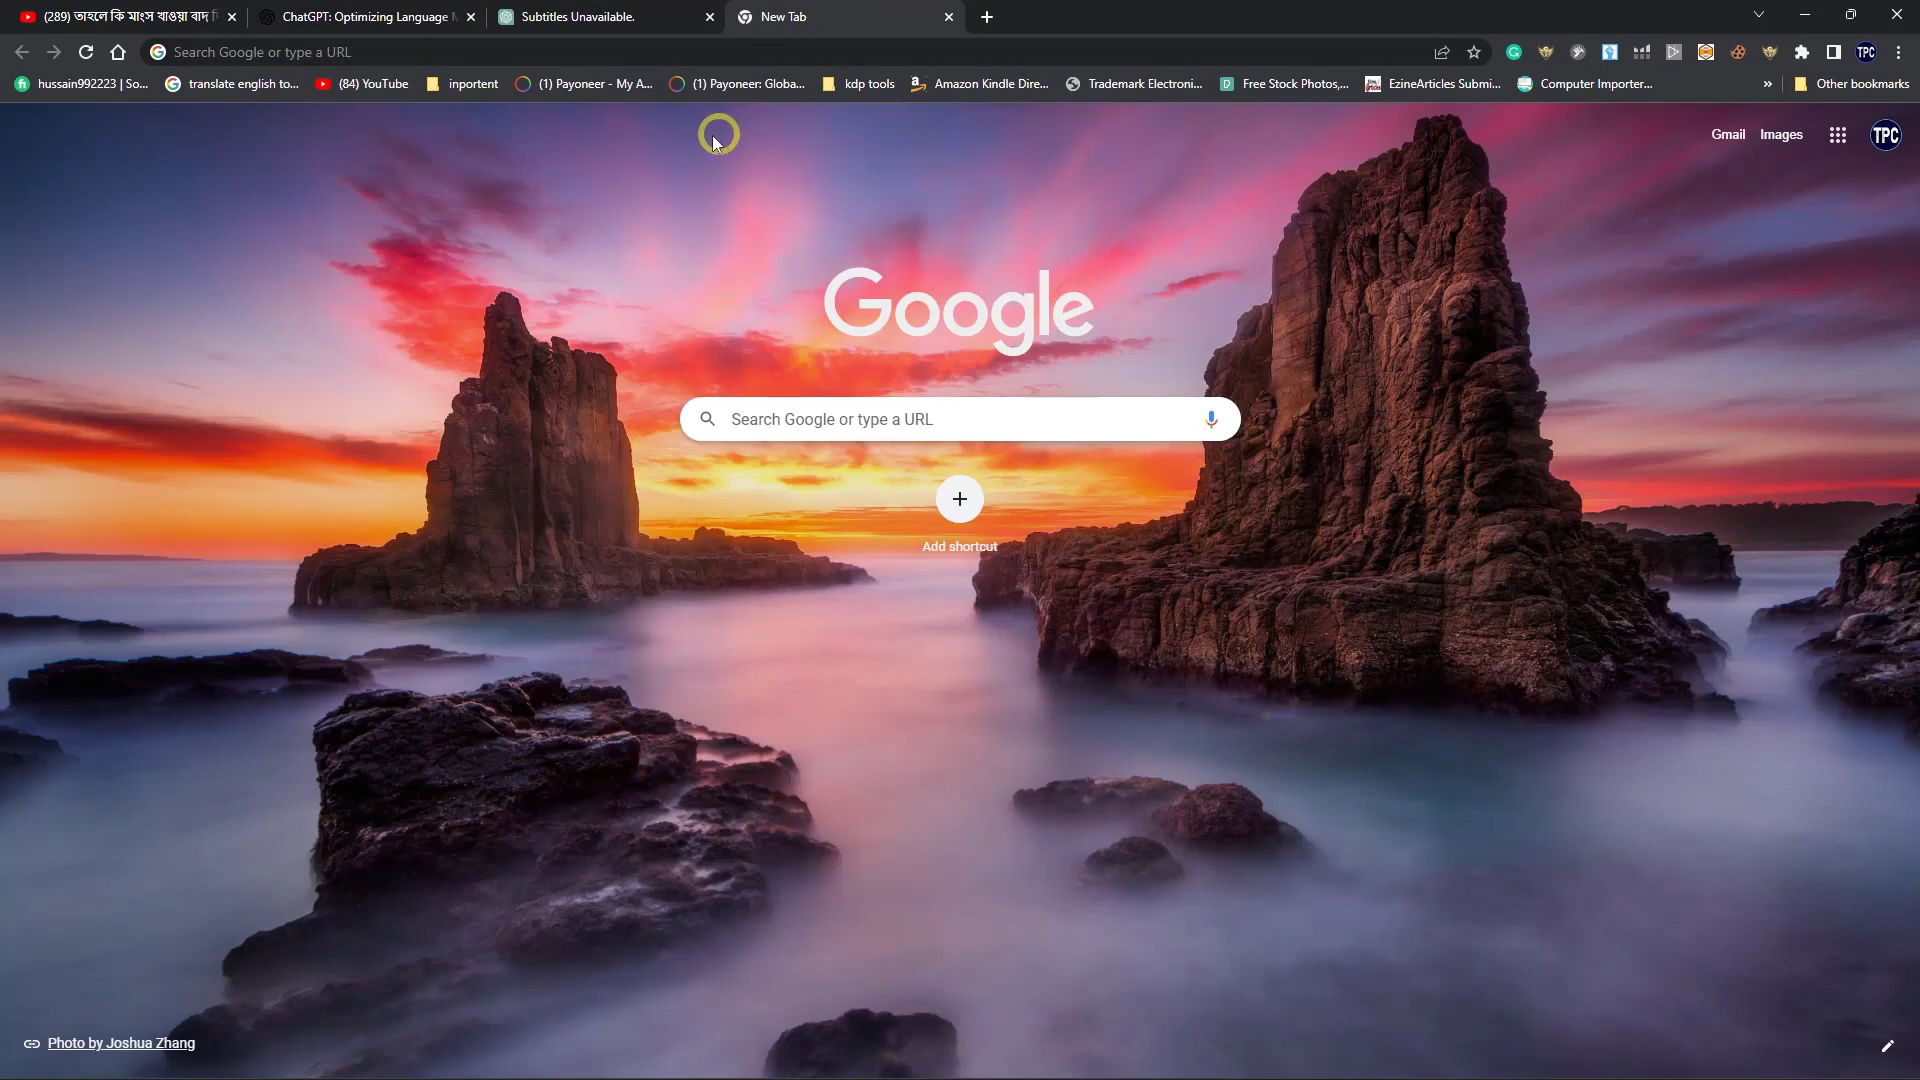 (289) তাহলে কি মাংস খাওয়া বাদ
ChatGPT: Optimizing Language
Subtitles Unavailable.
New Tab
Search Google or type a URL
TPC
hussain992223 | So...
translate english to...
(84) YouTube
inportent
(1) Payoneer - My A...
(1) Payoneer: Globa...
kdp tools
Amazon Kindle Dire...
Trademark Electroni...
Free Stock Photos,...
EzineArticles Submi...
Computer Importer...
»
Other bookmarks
Gmail
Images
TPC
Google
Search Google or type a URL
Add shortcut
Photo by Joshua Zhang